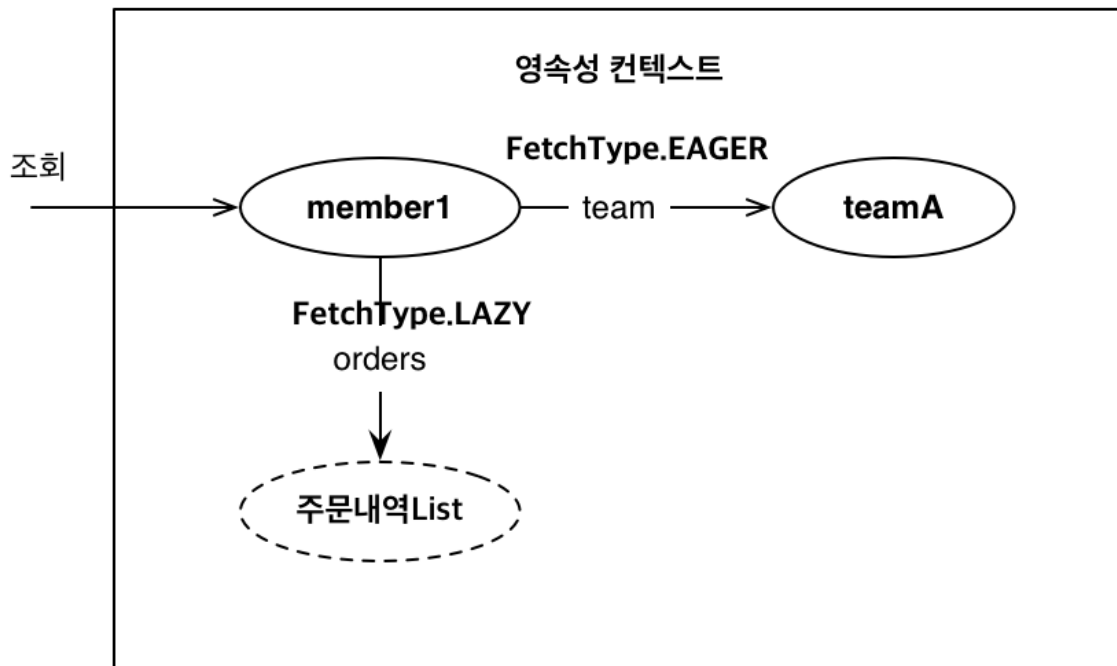 영속성 컨텍스트
FetchType.EAGER
조회
member1
team
teamA
FetchType.LAZY
orders
주문내역List